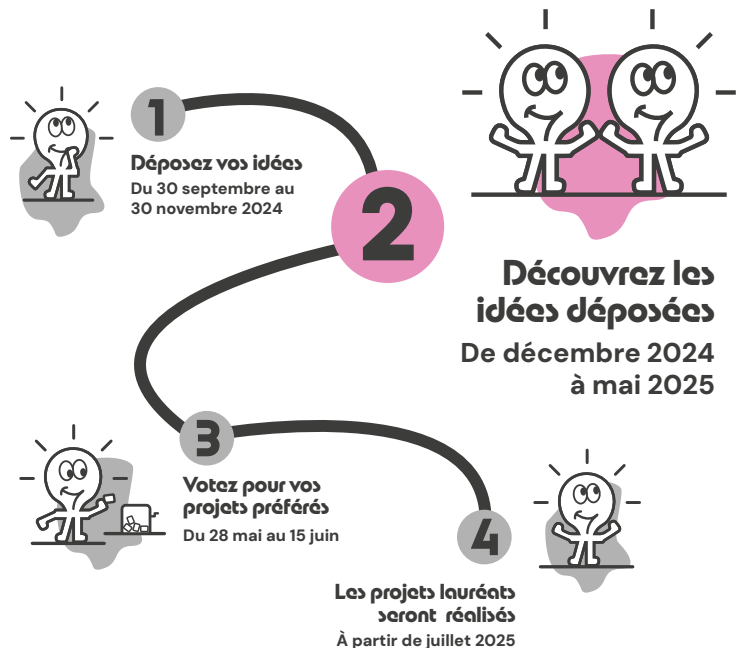 1
Déposez vos idées
Du 30 septembre au
30 novembre 2024
2
Découvrez les
idées déposées
De décembre 2024
à mai 2025
3
Votez pour vos
projets préférés
Du 28 mai au 15 juin
4
Les projets lauréats
seront réalisés
À partir de juillet 2025